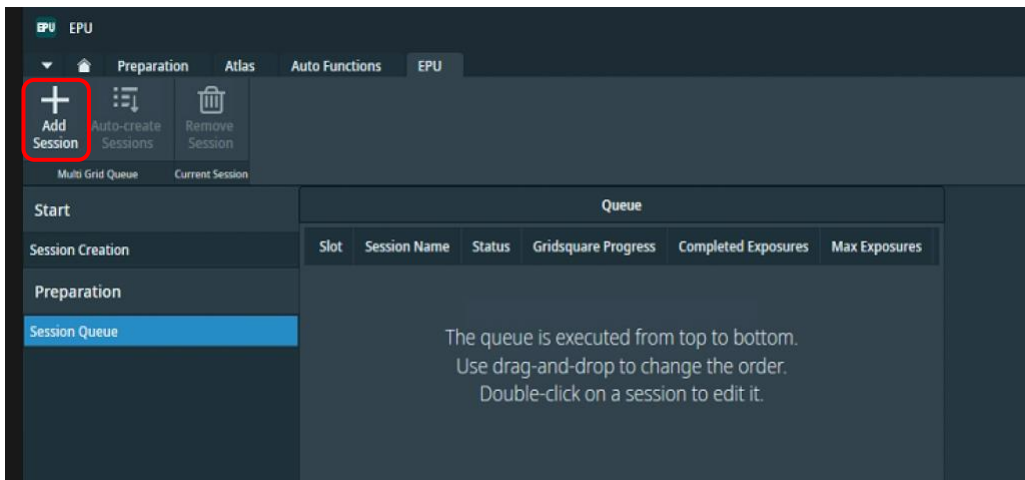 EPU EPU
Preparation Atlas Auto Functions EPU
Add Session
Auto-create Sessions
Remove Session
Multi Grid Queue
Current Session
Start
Session Creation
Preparation
Session Queue
Queue
Slot Session Name Status Gridsquare Progress Completed Exposures Max Exposures
The queue is executed from top to bottom.
Use drag-and-drop to change the order.
Double-click on a session to edit it.